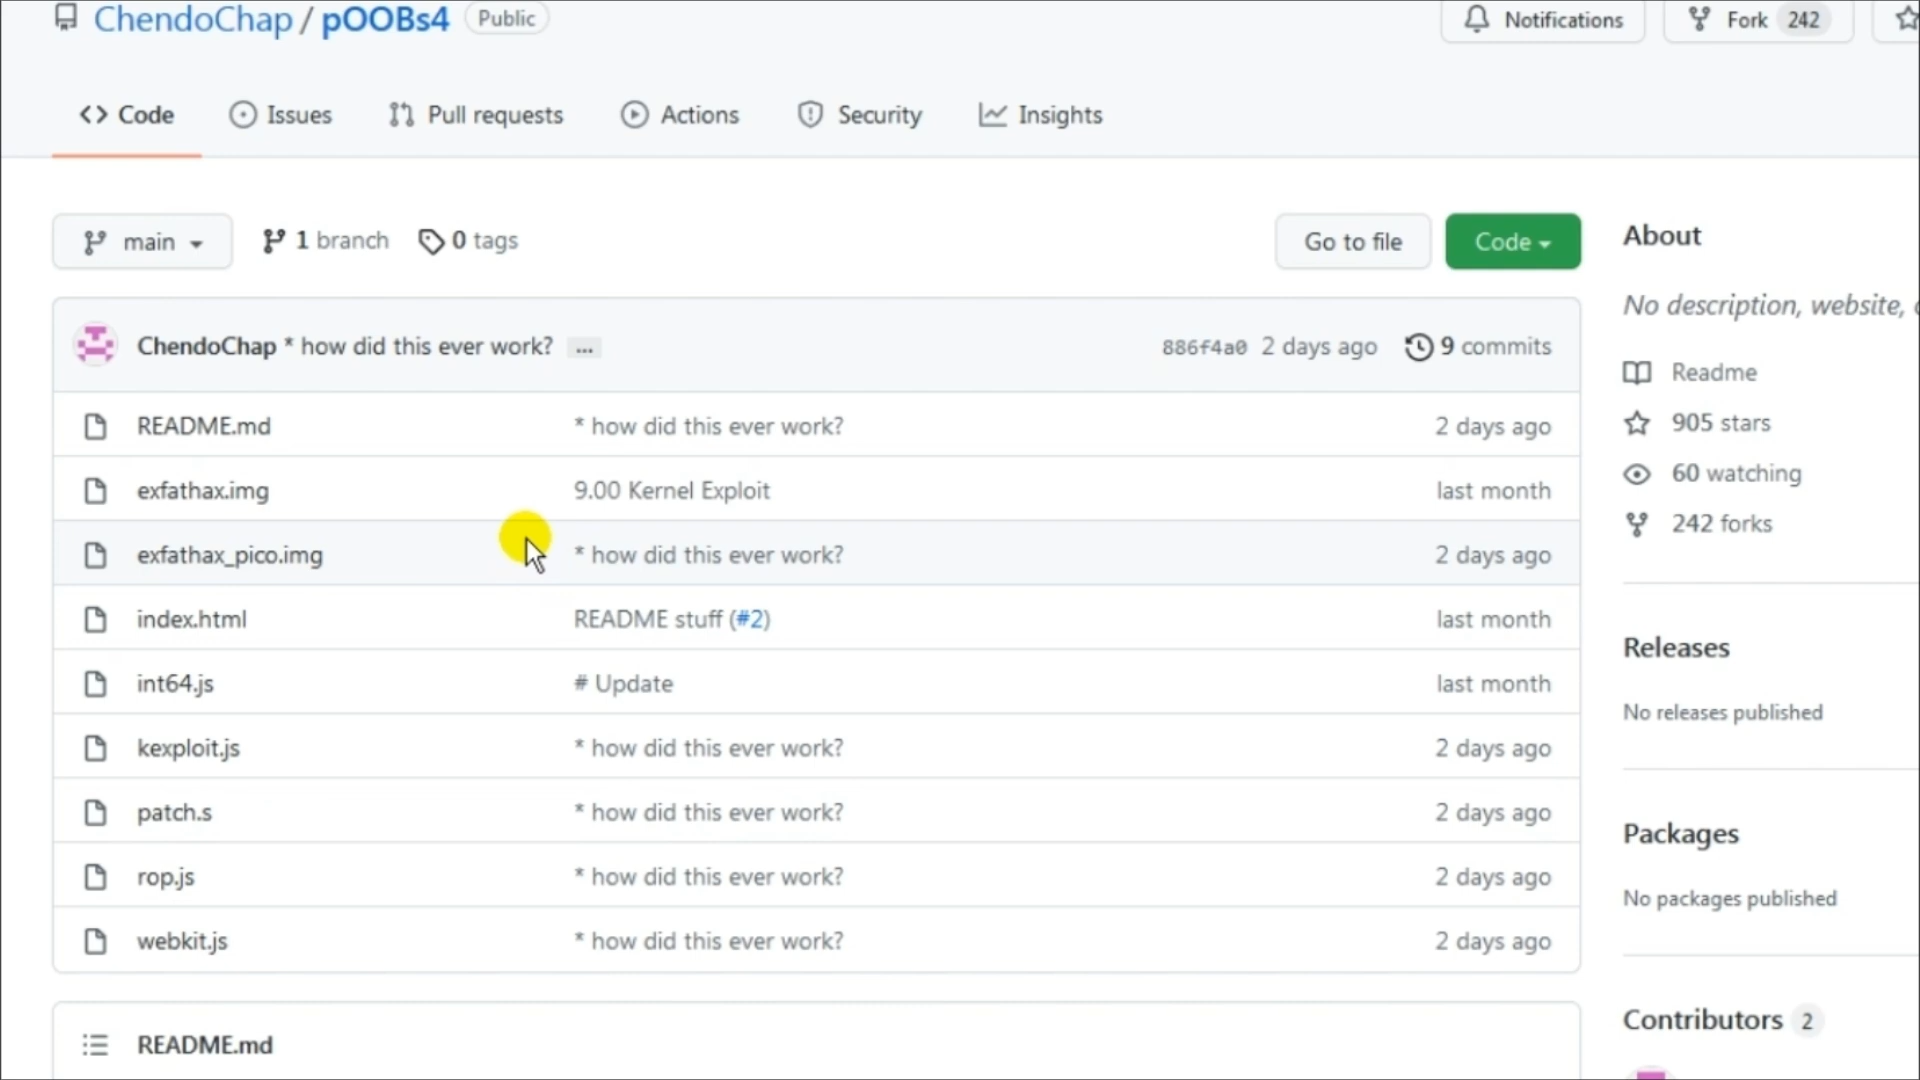 ChendoChap / pOOBs4 Public
Notifications Fork 242
Code Issues Pull requests Actions Security Insights
main 1 branch 0 tags Go to file Code
ChendoChap * how did this ever work? ... 886f4a0 2 days ago 9 commits
README.md * how did this ever work? 2 days ago
exfathax.img 9.00 Kernel Exploit last month
exfathax_pico.img * how did this ever work? 2 days ago
index.html README stuff (#2) last month
int64.js # Update last month
kexploit.js * how did this ever work? 2 days ago
patch.s * how did this ever work? 2 days ago
rop.js * how did this ever work? 2 days ago
webkit.js * how did this ever work? 2 days ago
README.md
About
No description, website,
Readme
905 stars
60 watching
242 forks
Releases
No releases published
Packages
No packages published
Contributors 2